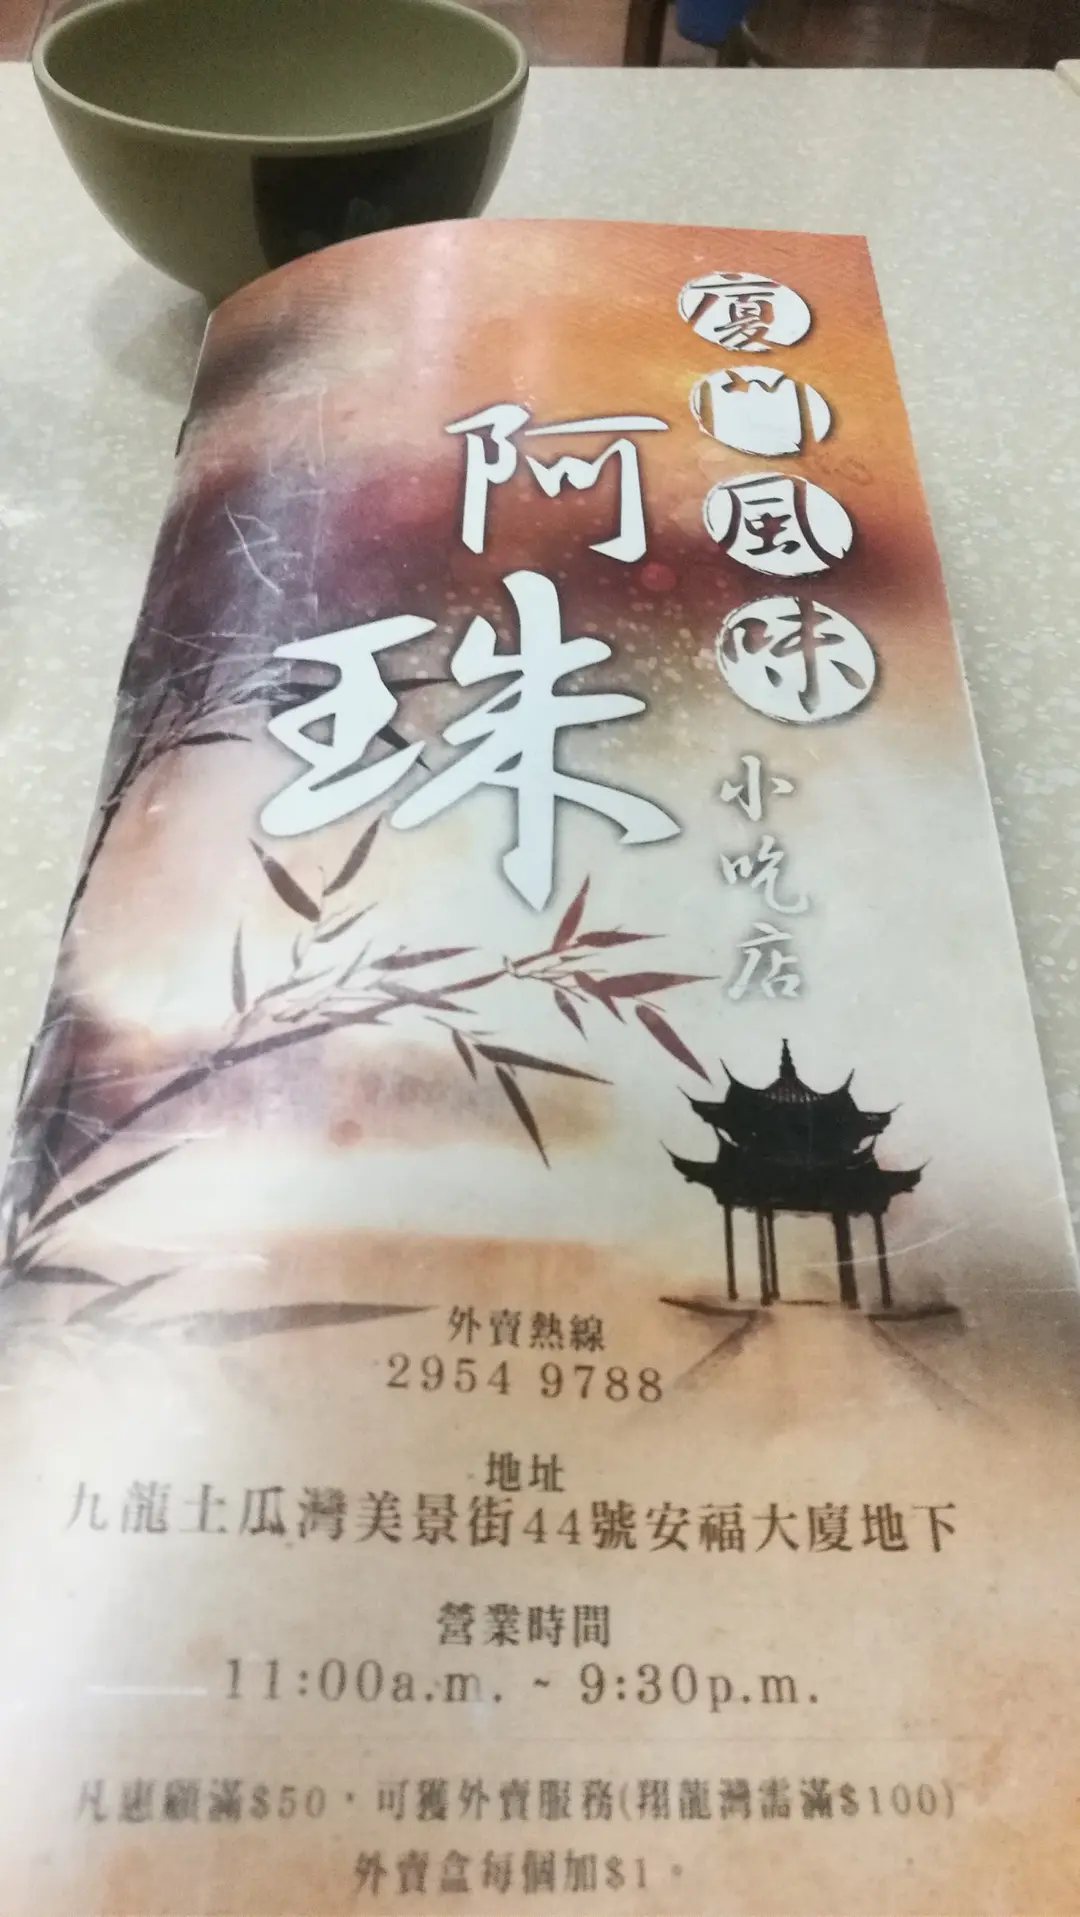 廈門風味
小吃店
阿珠
外賣熱線
2954 9788
地址
九龍土瓜灣美景街44號安福大廈地下
營業時間
11:00a.m. ~ 9:30p.m.
凡惠顧滿$50，可獲外賣服務(翔龍灣需滿$100)
外賣盒每個加$1。